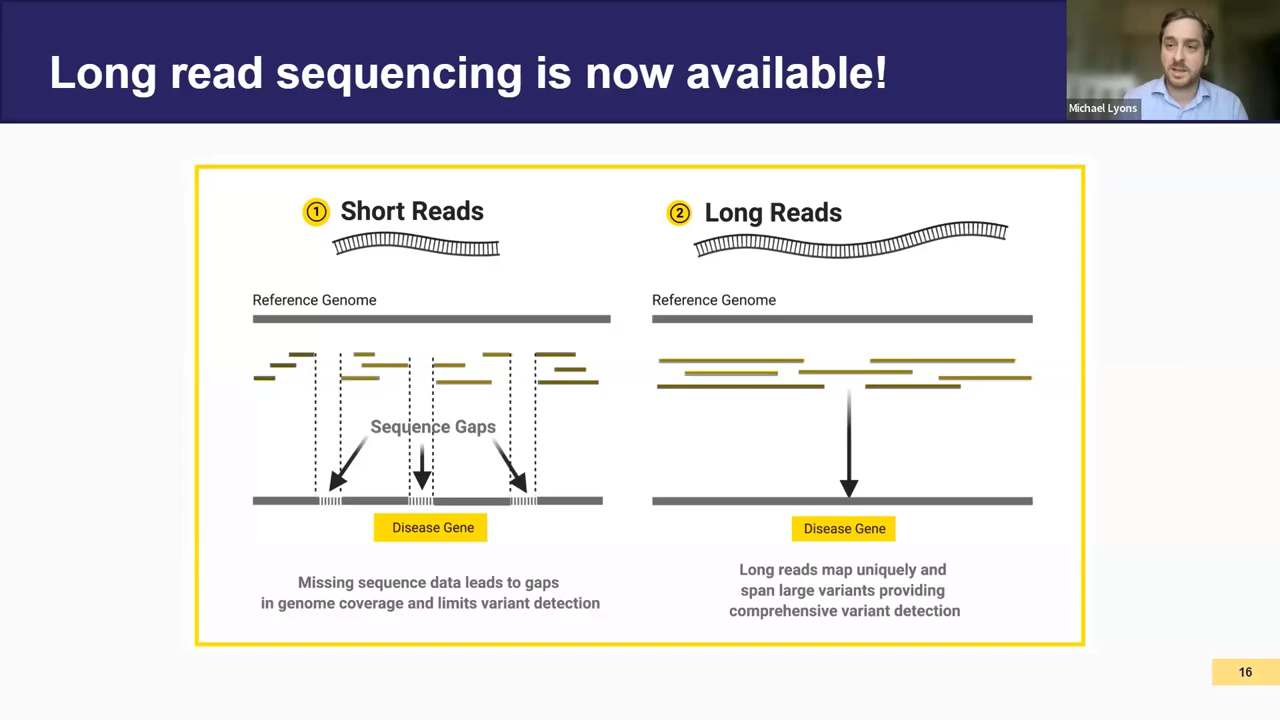 Long read sequencing is now available!
Michael Lyons
1 Short Reads
Reference Genome
Sequence Gaps
Disease Gene
Missing sequence data leads to gaps
in genome coverage and limits variant detection
2 Long Reads
Reference Genome
Disease Gene
Long reads map uniquely and
span large variants providing
comprehensive variant detection
16